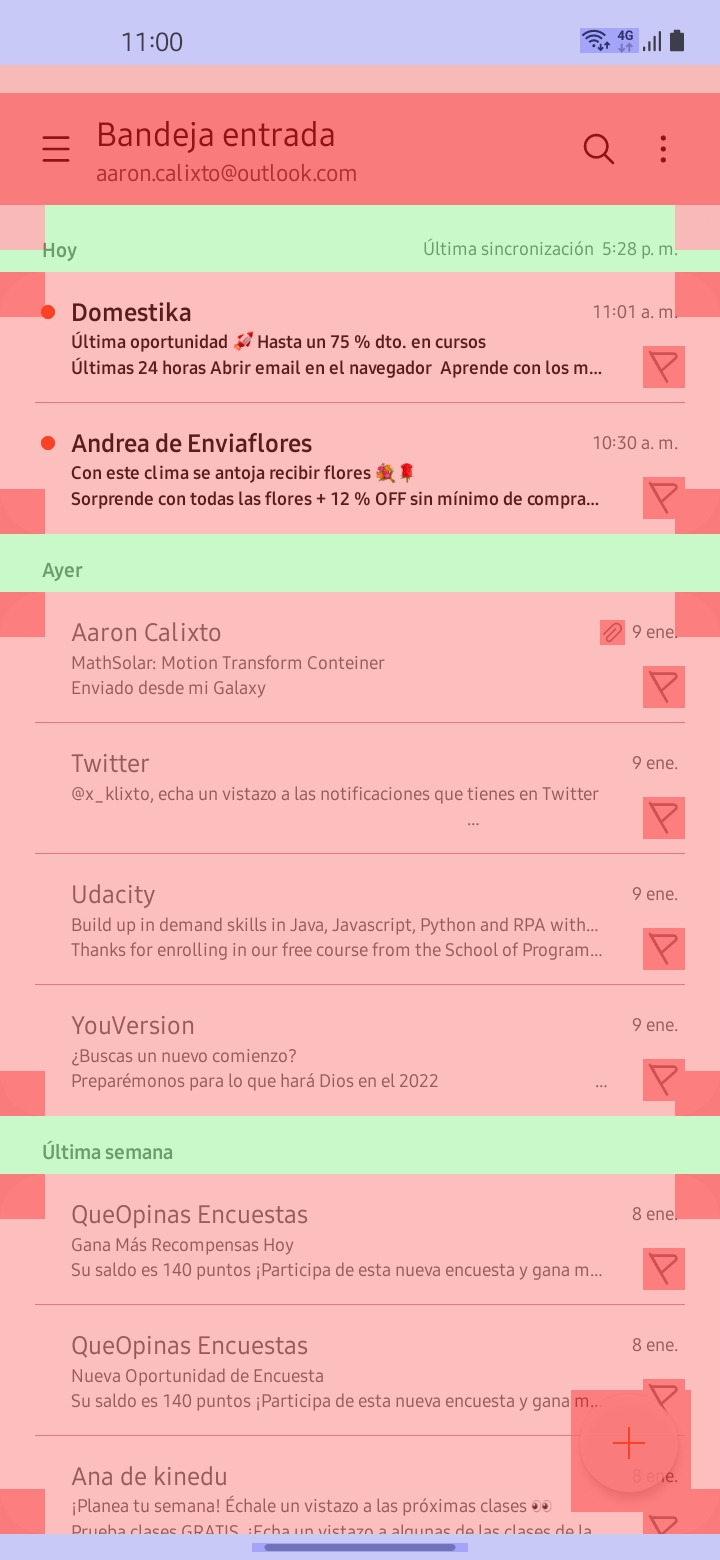 11:00 4G
Bandeja entrada
aaron.calixto@outlook.com
Hoy Última sincronización 5:28 p. m.
Domestika 11:01 a. m.
Última oportunidad 🚀 Hasta un 75 % dto. en cursos
Últimas 24 horas Abrir email en el navegador Aprende con los m...
Andrea de Enviaflores 10:30 a. m.
Con este clima se antoja recibir flores 💐🌹
Sorprende con todas las flores + 12 % OFF sin mínimo de compra...
Ayer
Aaron Calixto 9 ene.
MathSolar: Motion Transform Conteiner
Enviado desde mi Galaxy
Twitter 9 ene.
@x_klixto, echa un vistazo a las notificaciones que tienes en Twitter
...
Udacity 9 ene.
Build up in demand skills in Java, Javascript, Python and RPA with...
Thanks for enrolling in our free course from the School of Program...
YouVersion 9 ene.
¿Buscas un nuevo comienzo?
Preparémonos para lo que hará Dios en el 2022 ...
Última semana
QueOpinas Encuestas 8 ene.
Gana Más Recompensas Hoy
Su saldo es 140 puntos ¡Participa de esta nueva encuesta y gana m...
QueOpinas Encuestas 8 ene.
Nueva Oportunidad de Encuesta
Su saldo es 140 puntos ¡Participa de esta nueva encuesta y gana m...
Ana de kinedu 8 ene.
¡Planea tu semana! Échale un vistazo a las próximas clases 👀
Prueba clases GRATIS. ¡Echa un vistazo a algunas de las clases de la